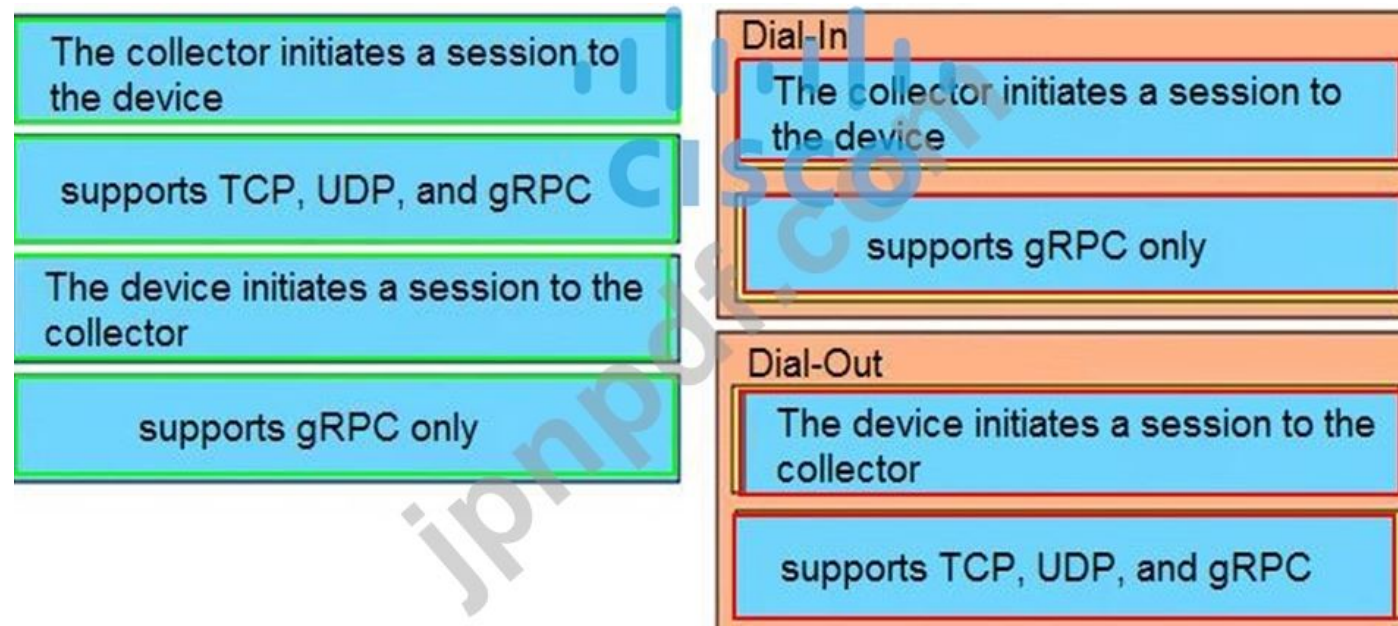 The collector initiates a session to
the device
supports TCP, UDP, and gRPC
The device initiates a session to the
collector
supports gRPC only
Dial-In
The collector initiates a session to
the device
supports gRPC only
Dial-Out
The device initiates a session to the
collector
supports TCP, UDP, and gRPC
CISCO
jpnpdf.com